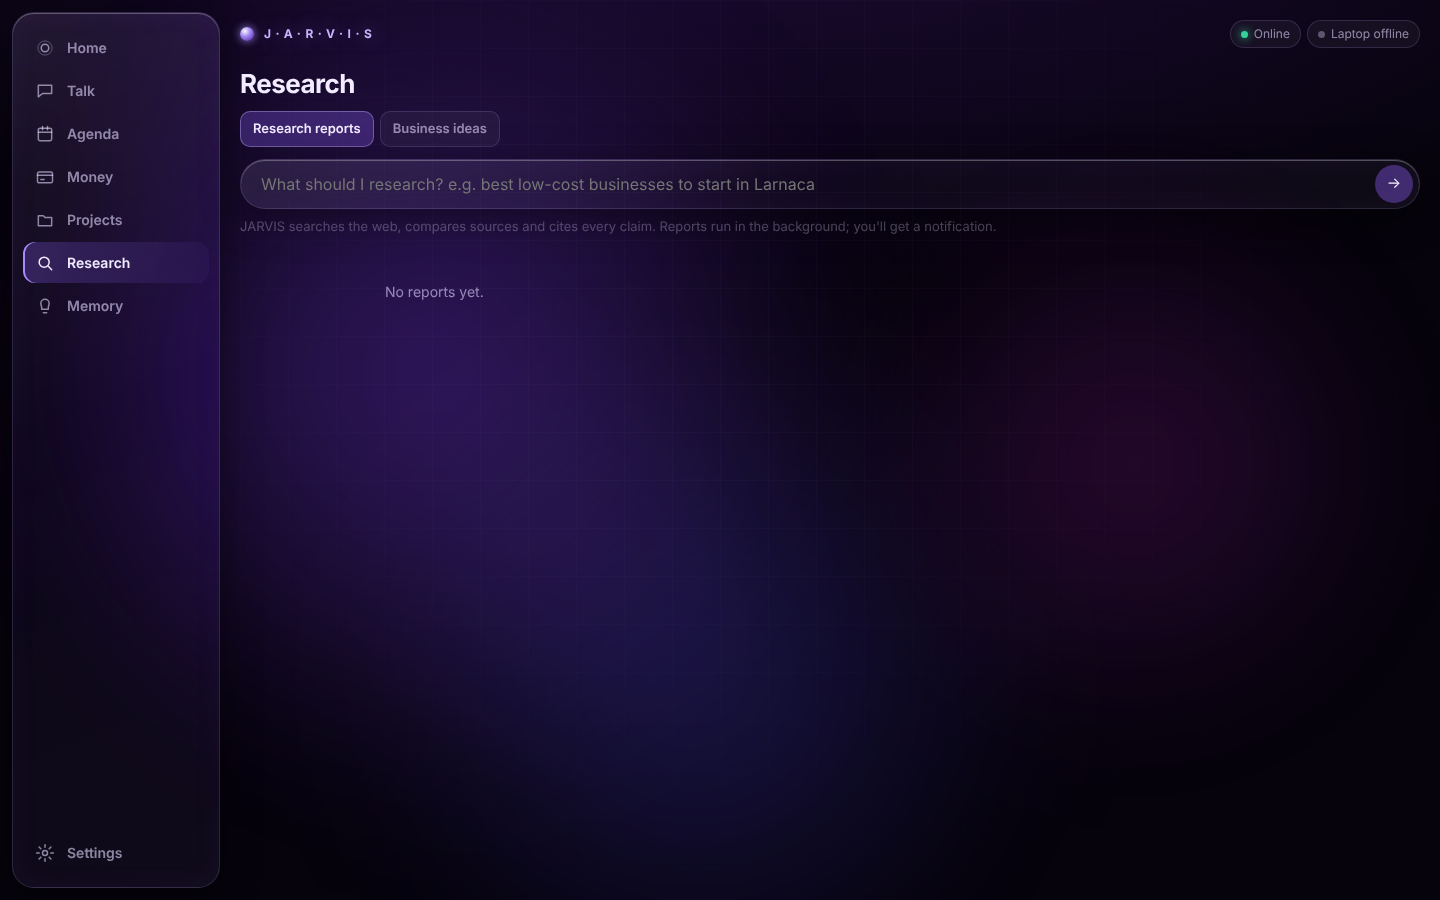 Home
Talk
Agenda
Money
Projects
Research
Memory
Settings
J·A·R·V·I·S
Online
Laptop offline
Research
Research reports
Business ideas
What should I research? e.g. best low-cost businesses to start in Larnaca
JARVIS searches the web, compares sources and cites every claim. Reports run in the background; you'll get a notification.
No reports yet.